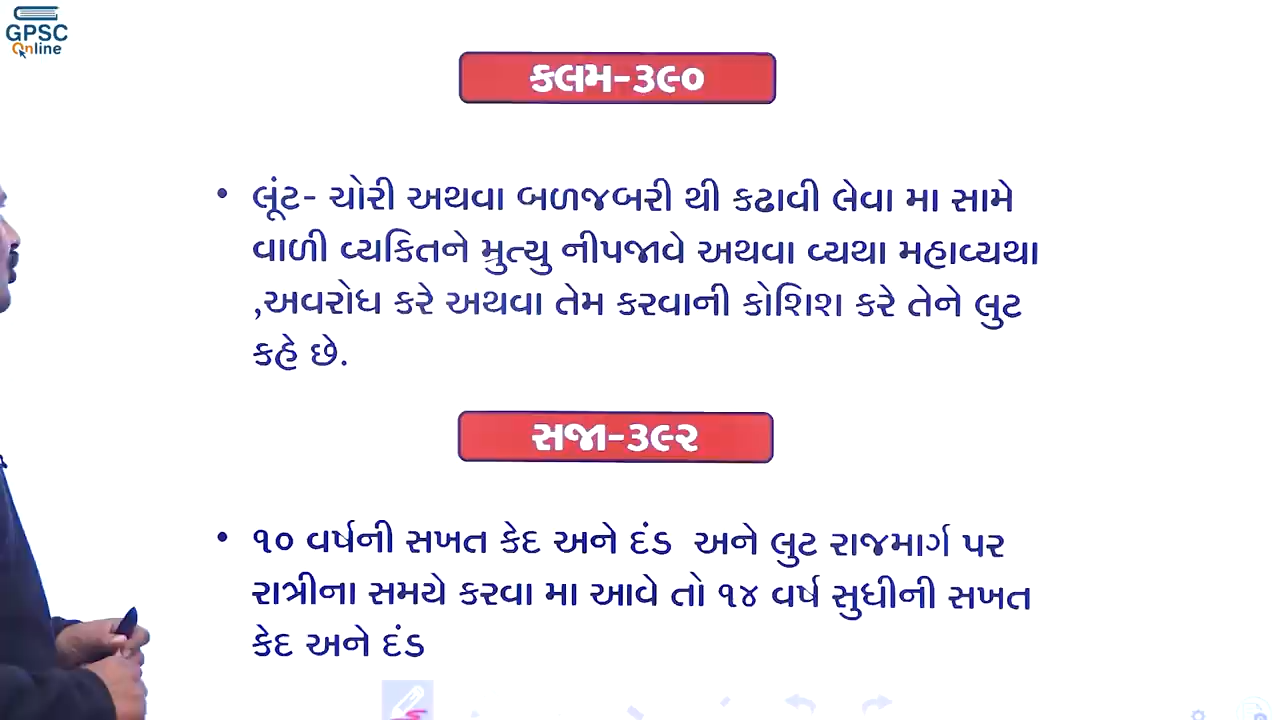 GPSC
Online
કલમ-૩૯૦
• લૂંટ- ચોરી અથવા બળજબરી થી કઢાવી લેવા મા સામે
વાળી વ્યકિતને મ્રુત્યુ નીપજાવે અથવા વ્યથા મહાવ્યથા
,અવરોધ કરે અથવા તેમ કરવાની કોશિશ કરે તેને લુટ
કહે છે.
સજા-૩૯૨
• ૧૦ વર્ષની સખત કેદ અને દંડ અને લુટ રાજમાર્ગ પર
રાત્રીના સમયે કરવા મા આવે તો ૧૪ વર્ષ સુધીની સખત
કેદ અને દંડ